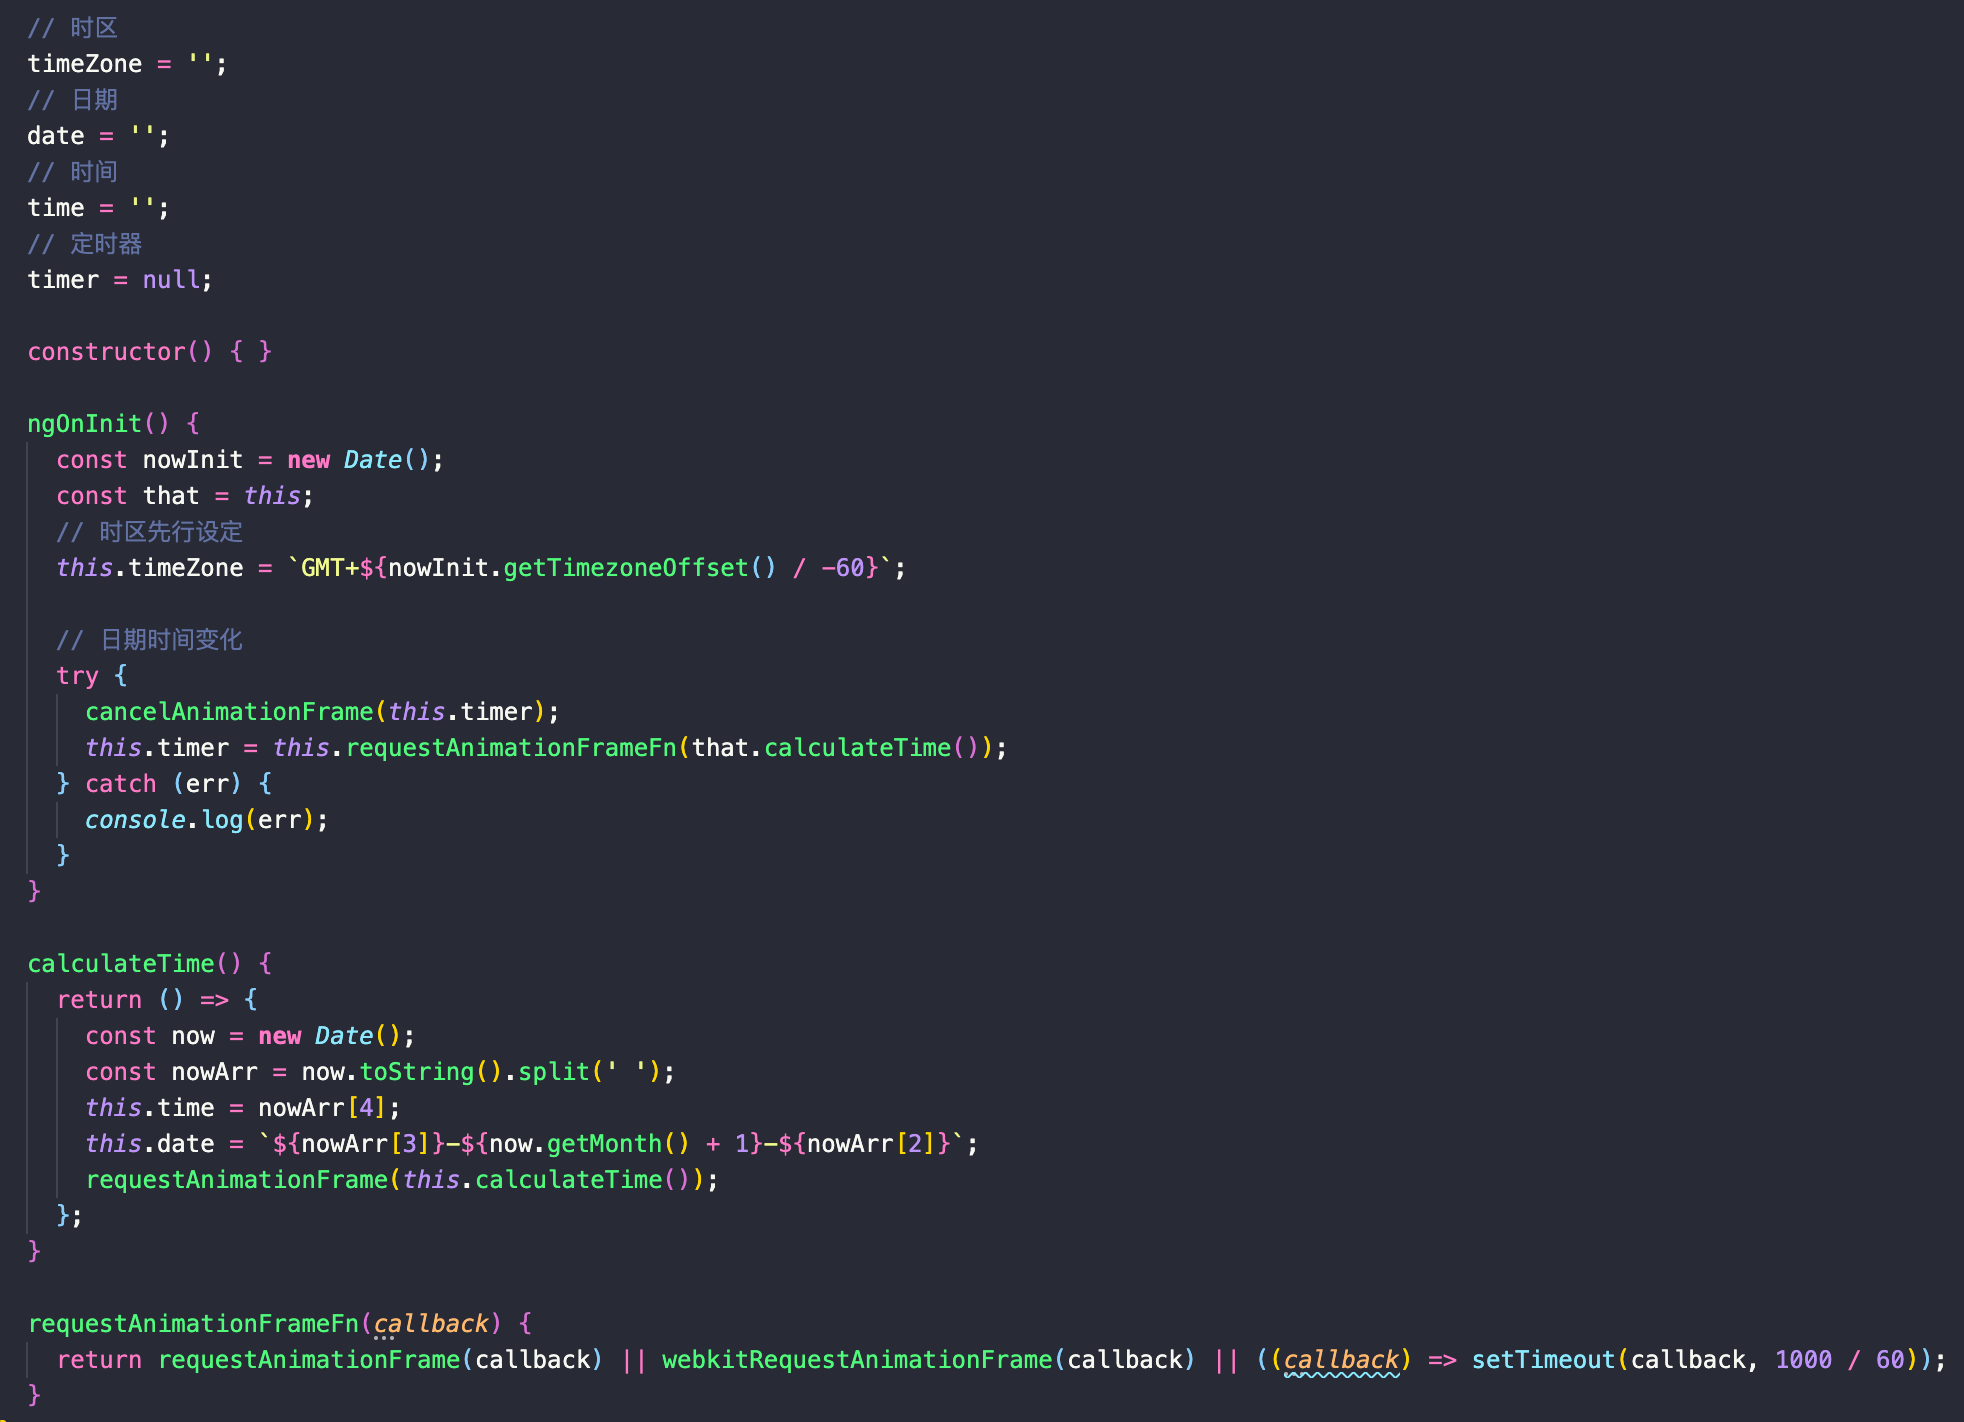 // 时区
timeZone = '';
// 日期
date = '';
// 时间
time = '';
// 定时器
timer = null;
constructor() { }
ngOnInit() {
const nowInit = new Date();
const that = this;
// 时区先行设定
this.timeZone = `GMT+${nowInit.getTimezoneOffset() / -60}`;
// 日期时间变化
try {
cancelAnimationFrame(this.timer);
this.timer = this.requestAnimationFrameFn(that.calculateTime());
} catch (err) {
console.log(err);
}
}
calculateTime() {
return () => {
const now = new Date();
const nowArr = now.toString().split(' ');
this.time = nowArr[4];
this.date = `${nowArr[3]}-${now.getMonth() + 1}-${nowArr[2]}`;
requestAnimationFrame(this.calculateTime());
};
}
requestAnimationFrameFn(callback) {
return requestAnimationFrame(callback) || webkitRequestAnimationFrame(callback) || ((callback) => setTimeout(callback, 1000 / 60));
}